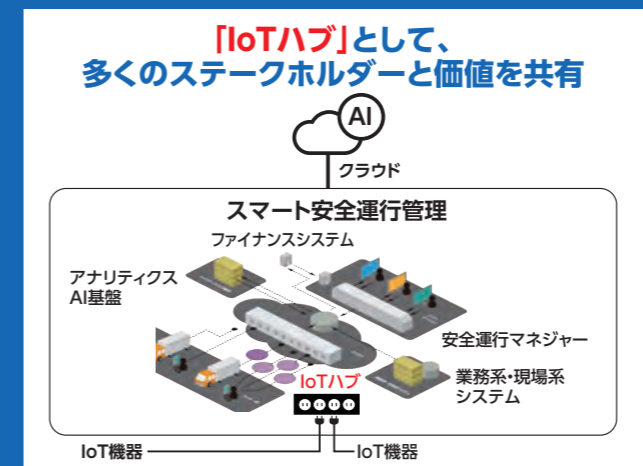 「IoTハブ」として、
多くのステークホルダーと価値を共有
AI
クラウド
スマート安全運行管理
ファイナンスシステム
アナリティクス
AI基盤
安全運行マネジャー
業務系・現場系
システム
IoTハブ
IoT機器
IoT機器